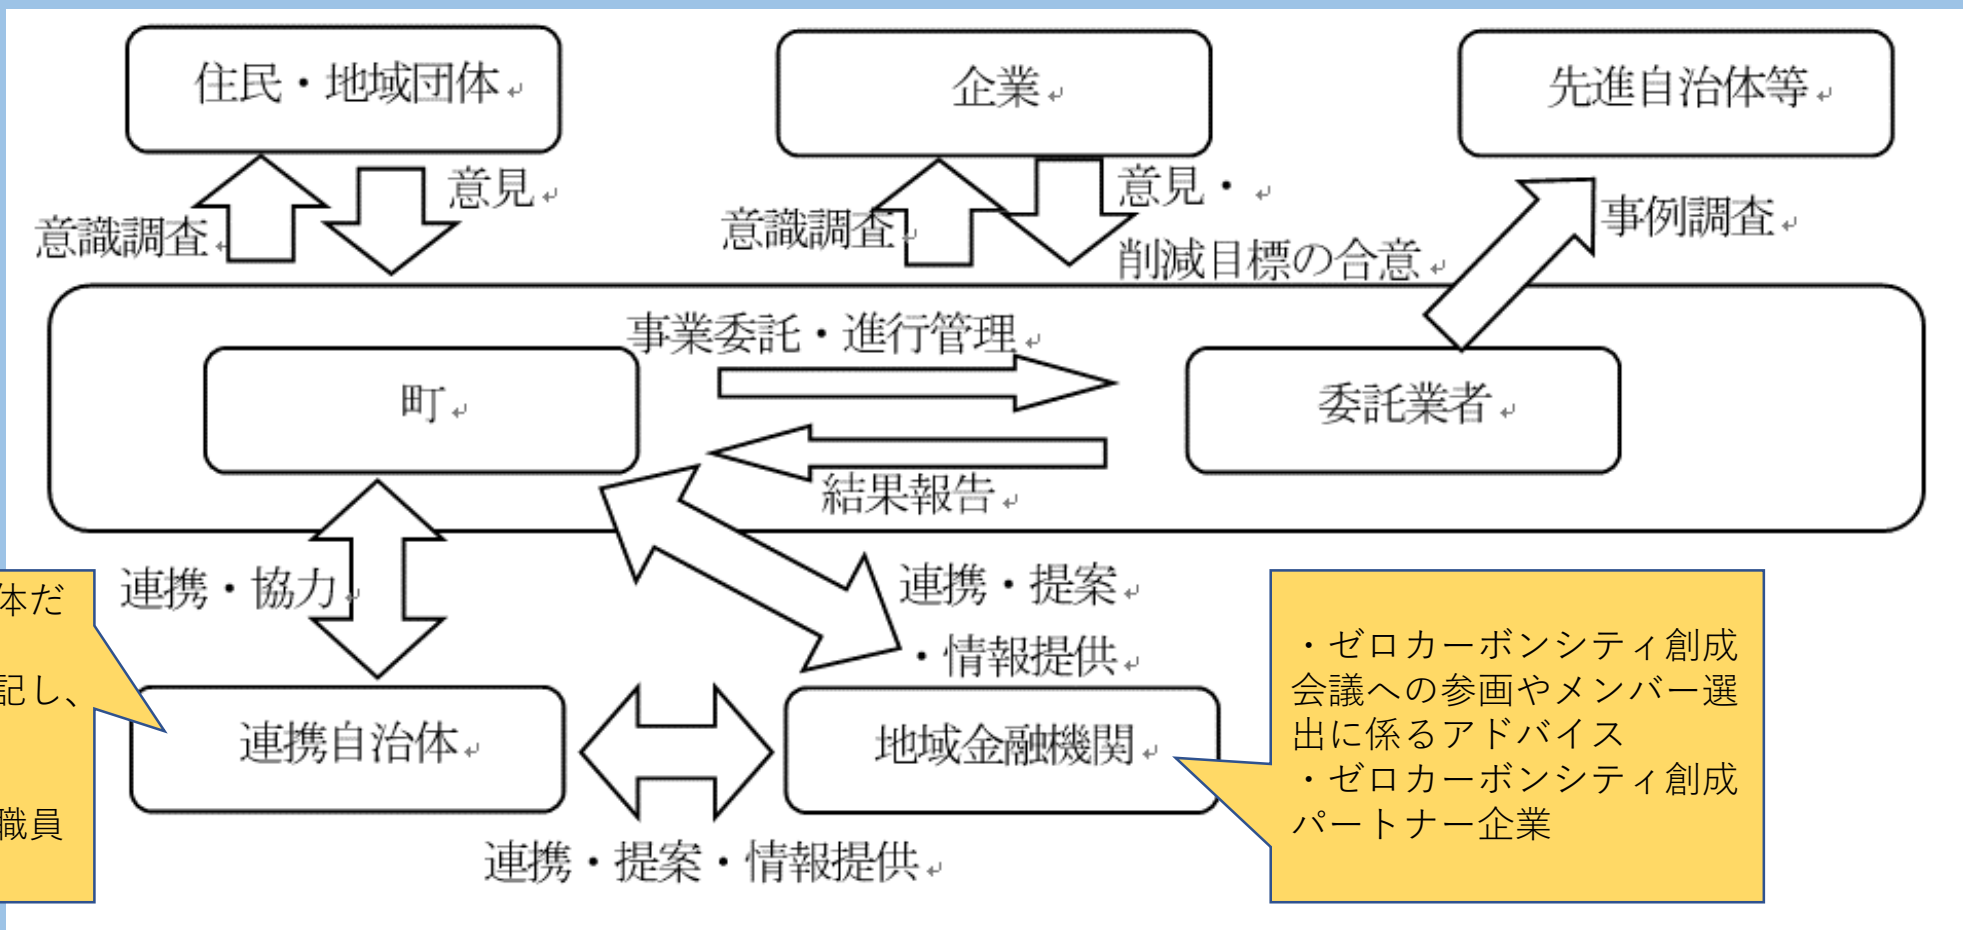 住民・地域団体
企業
先進自治体等
意識調査
意見
意識調査
意見・
削減目標の合意
事例調査
事業委託・進行管理
町
委託業者
結果報告
連携・協力
連携・提案
・情報提供
体だ
記し、
職員
連携自治体
地域金融機関
連携・提案・情報提供
・ゼロカーボンシティ創成
会議への参画やメンバー選
出に係るアドバイス
・ゼロカーボンシティ創成
パートナー企業